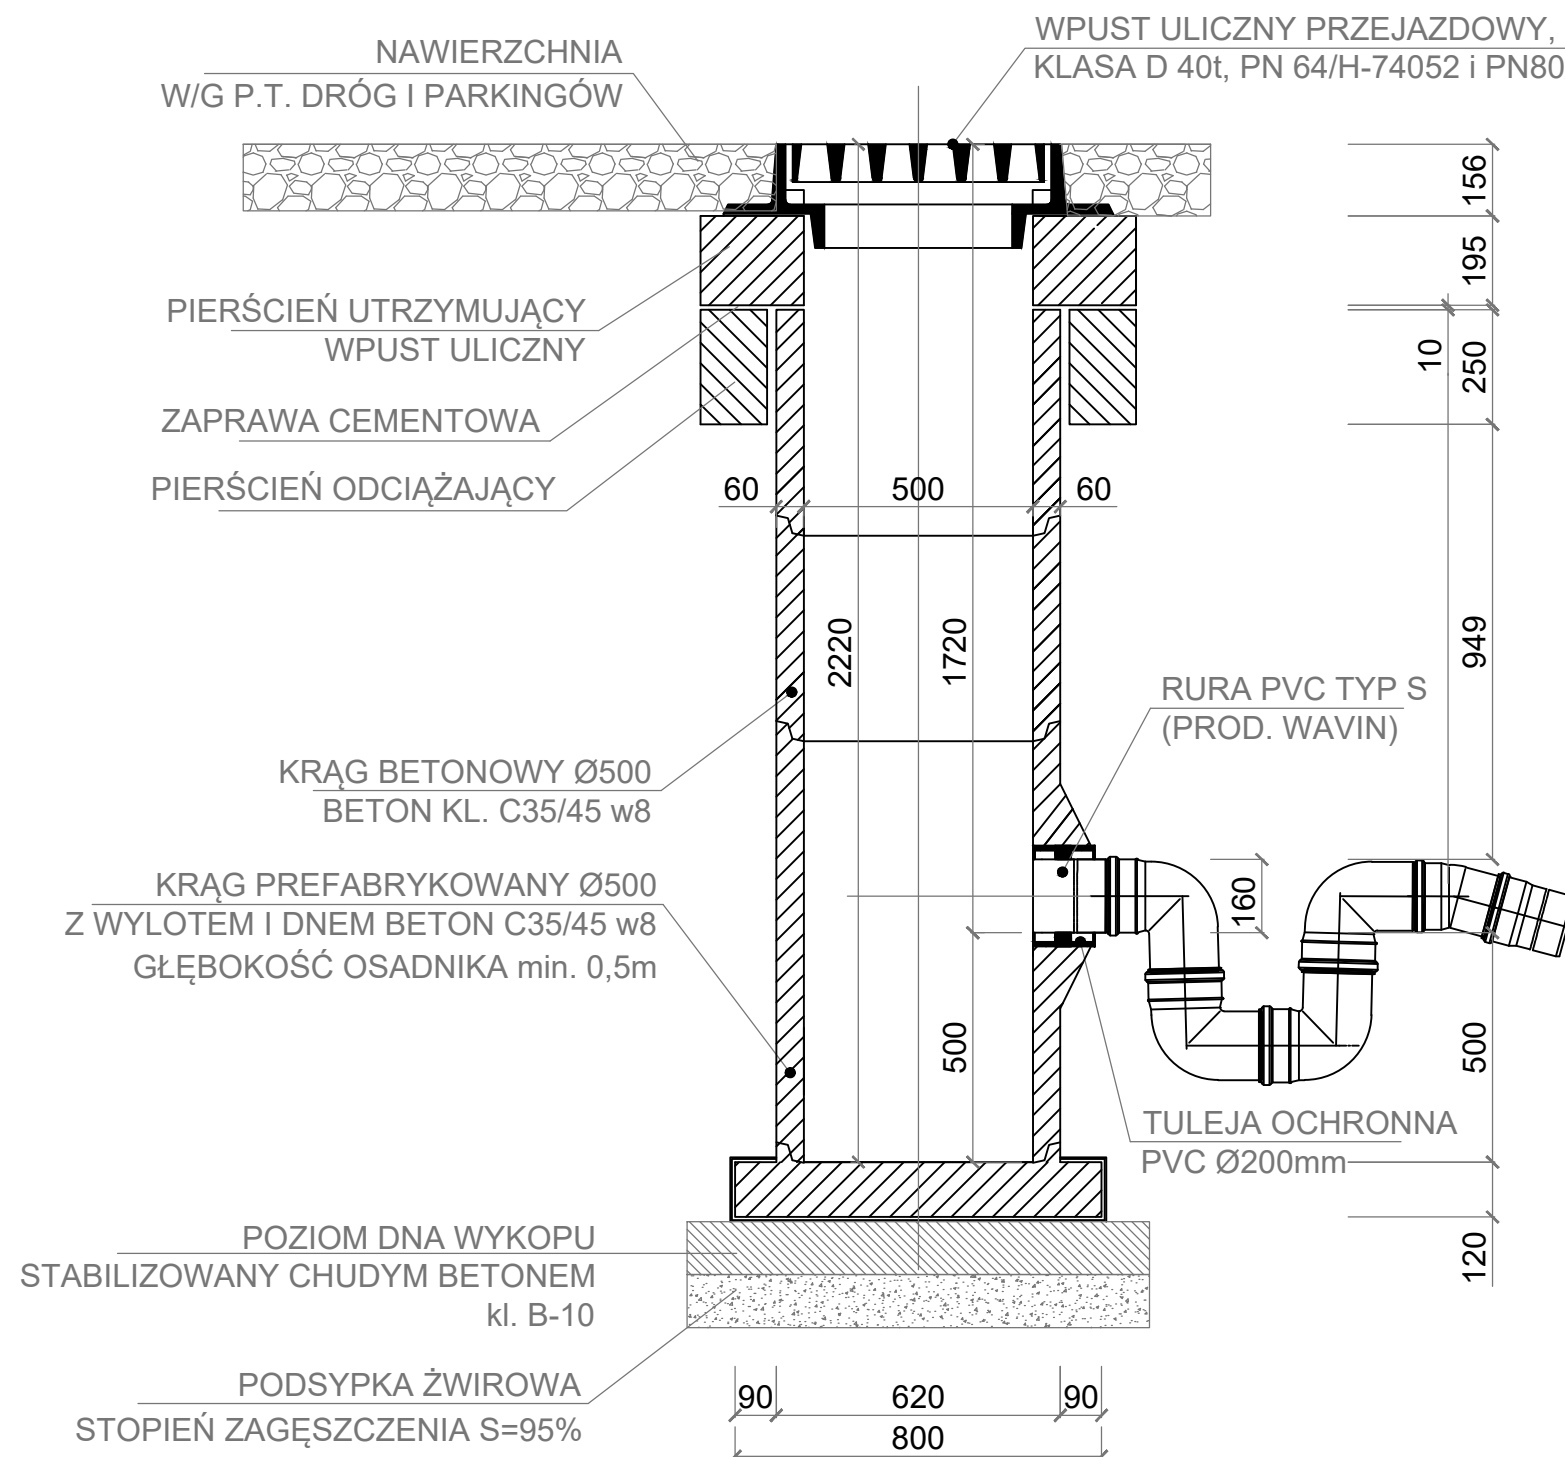 WPUST ULICZNY PRZEJAZDOWY,
KLASA D 40t, PN 64/H-74052 i PN80
NAWIERZCHNIA
W/G P.T. DRÓG I PARKINGÓW
156
195
PIERŚCIEŃ UTRZYMUJĄCY
WPUST ULICZNY
10
250
ZAPRAWA CEMENTOWA
PIERŚCIEŃ ODCIĄŻAJĄCY
60
500
60
2220
1720
949
RURA PVC TYP S
(PROD. WAVIN)
KRĄG BETONOWY Ø500
BETON KL. C35/45 w8
KRĄG PREFABRYKOWANY Ø500
Z WYLOTEM I DNEM BETON C35/45 w8
GŁĘBOKOŚĆ OSADNIKA min. 0,5m
160
500
500
TULEJA OCHRONNA
PVC Ø200mm
POZIOM DNA WYKOPU
STABILIZOWANY CHUDYM BETONEM
kl. B-10
120
PODSYPKA ŻWIROWA
STOPIEŃ ZAGĘSZCZENIA S=95%
90
620
90
800